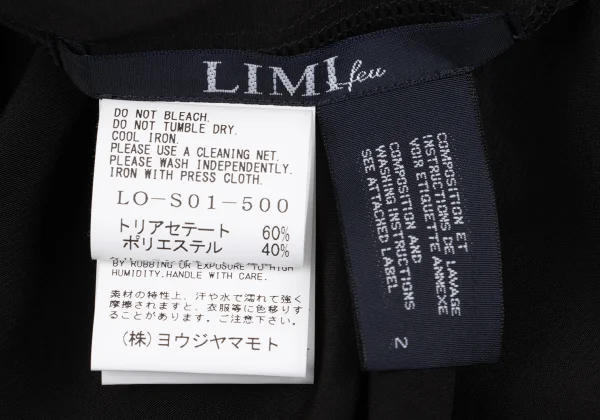 LIMI feu
DO NOT BLEACH.
DO NOT TUMBLE DRY.
COOL IRON.
PLEASE USE A CLEANING NET.
PLEASE WASH INDEPENDENTLY.
IRON WITH PRESS CLOTH.
LO-S01-500
トリアセテート 60%
ポリエステル 40%
BY RUBBING OR EXPOSURE TO HIGH
HUMIDITY.HANDLE WITH CARE.
素材の特性上、汗や水で濡れて強く
摩擦されますと、衣服等に色移りす
ることがあります。ご注意下さい。
(株)ヨウジヤマモト
COMPOSITION ET
INSTRUCTIONS DE LAVAGE
VOIR ETIQUETTE ANNEXE
COMPOSITION AND
WASHING INSTRUCTIONS
SEE ATTACHED LABEL
2